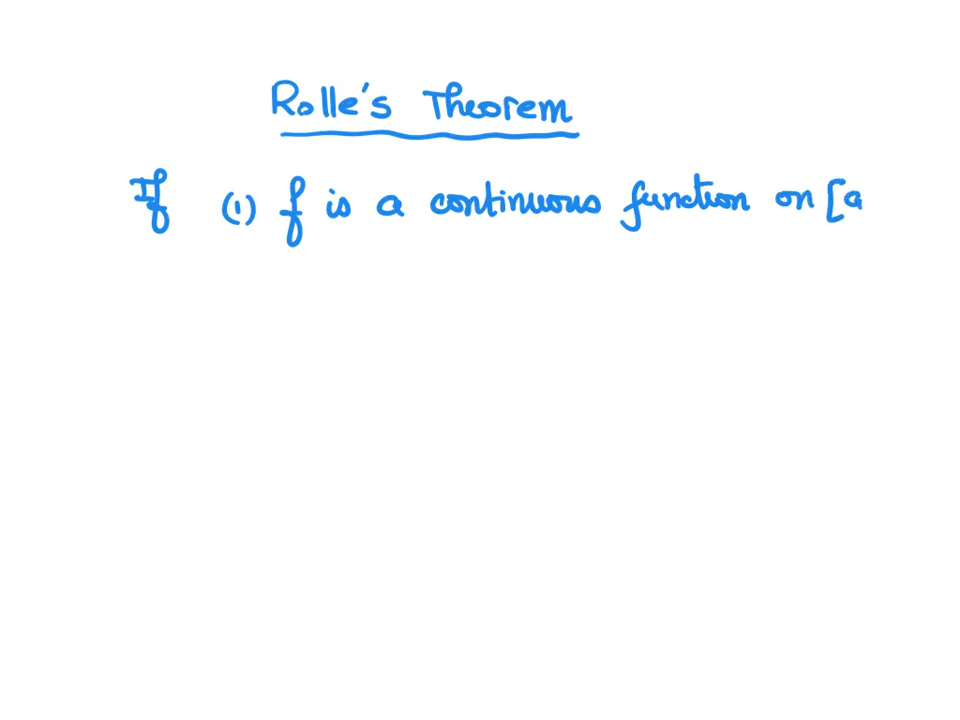 Rolle's Theorem
If (1) f is a continuous function on [a